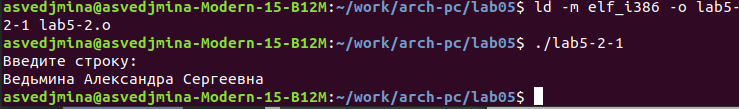 asvedjmina@asvedjmina-Modern-15-B12M:~/work/arch-pc/lab05$ ld -m elf_i386 -o lab5-
2-1 lab5-2.o
asvedjmina@asvedjmina-Modern-15-B12M:~/work/arch-pc/lab05$ ./lab5-2-1
Введите строку:
Ведьмина Александра Сергеевна
asvedjmina@asvedjmina-Modern-15-B12M:~/work/arch-pc/lab05$